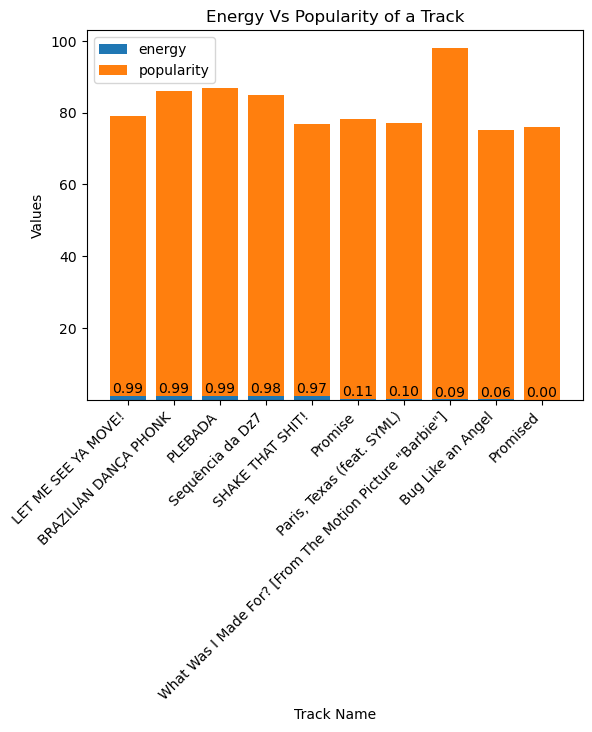 Energy Vs Popularity of a Track
energy
popularity
Values
100
80
60
40
20
0.99
0.99
0.99
0.98
0.97
0.11
0.10
0.09
0.06
0.00
LET ME SEE YA MOVE!
BRAZILIAN DANÇA PHONK
PLEBADA
Sequência da Dz7
SHAKE THAT SHIT!
Promise
Paris, Texas (feat. SYML)
What Was I Made For? [From The Motion Picture "Barbie"]
Bug Like an Angel
Promised
Track Name